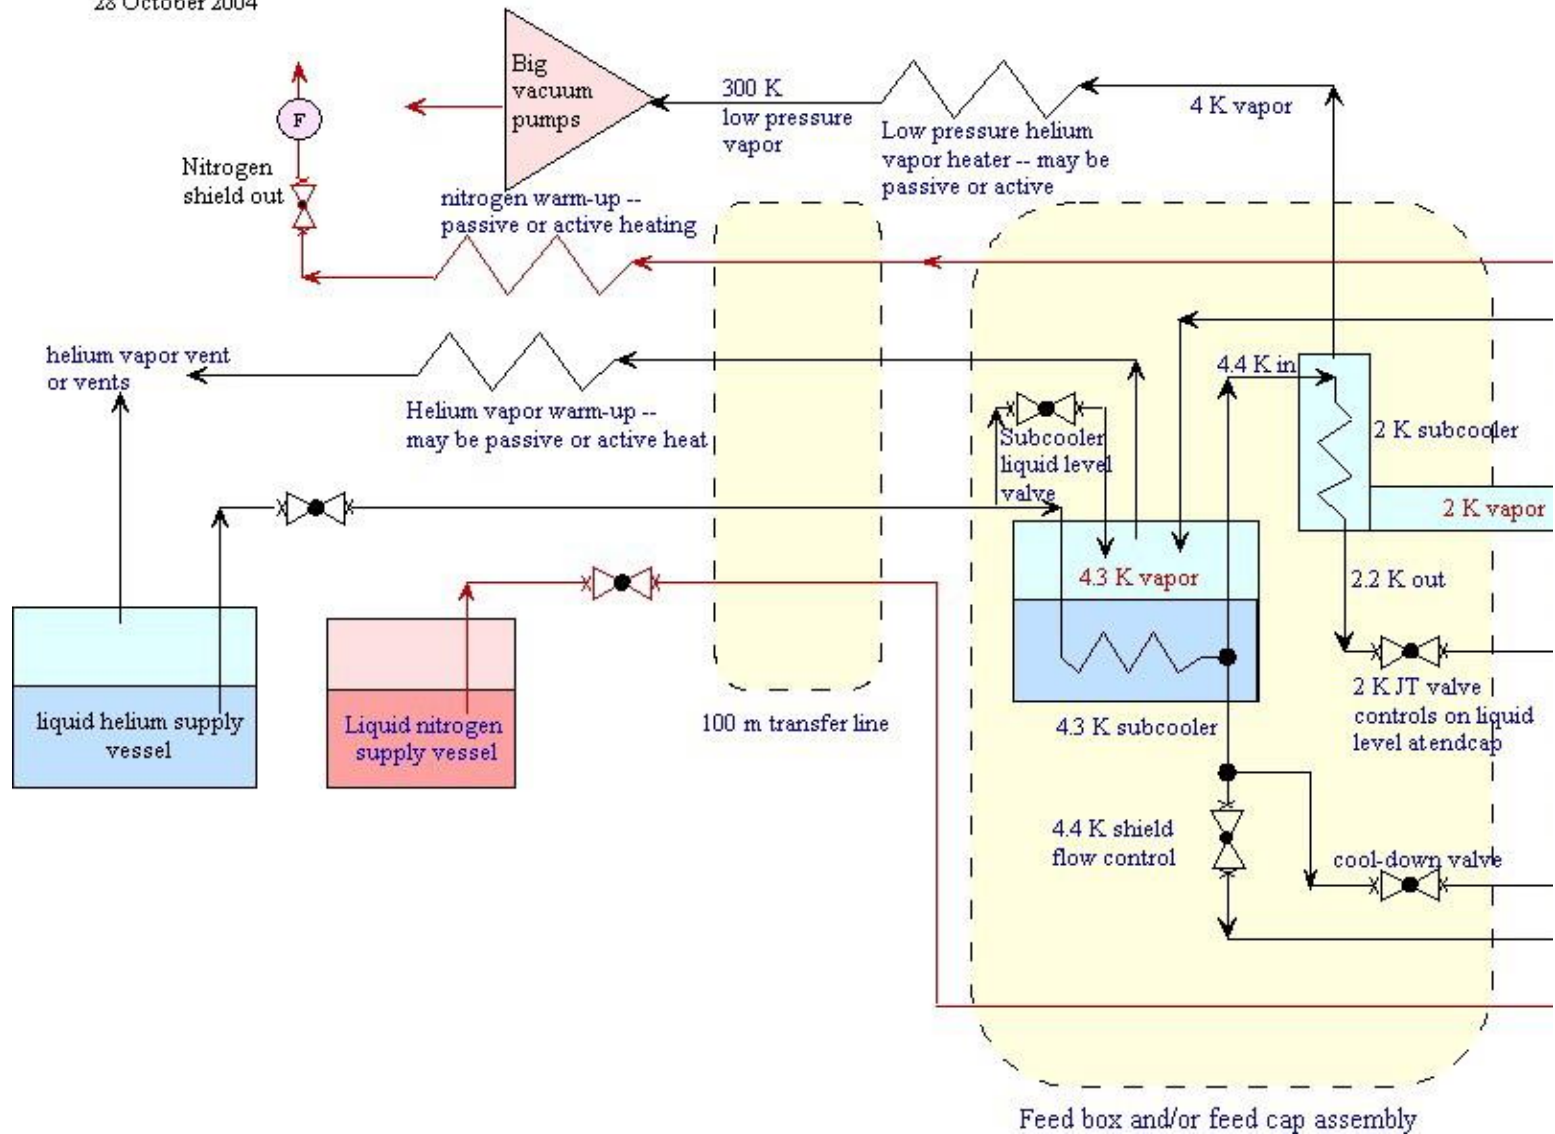 28 October 2004
Big
vacuum
pumps
300 K
low pressure
vapor
4 K vapor
Low pressure helium
vapor heater -- may be
passive or active
F
Nitrogen
shield out
nitrogen warm-up --
passive or active heating
helium vapor vent
or vents
Helium vapor warm-up --
may be passive or active heat
4.4 K in
Subcooler
liquid level
valve
2 K subcooler
2 K vapor
4.3 K vapor
2.2 K out
liquid helium supply
vessel
Liquid nitrogen
supply vessel
100 m transfer line
4.3 K subcooler
2 K JT valve
controls on liquid
level atendcap
4.4 K shield
flow control
cool-down valve
Feed box and/or feed cap assembly